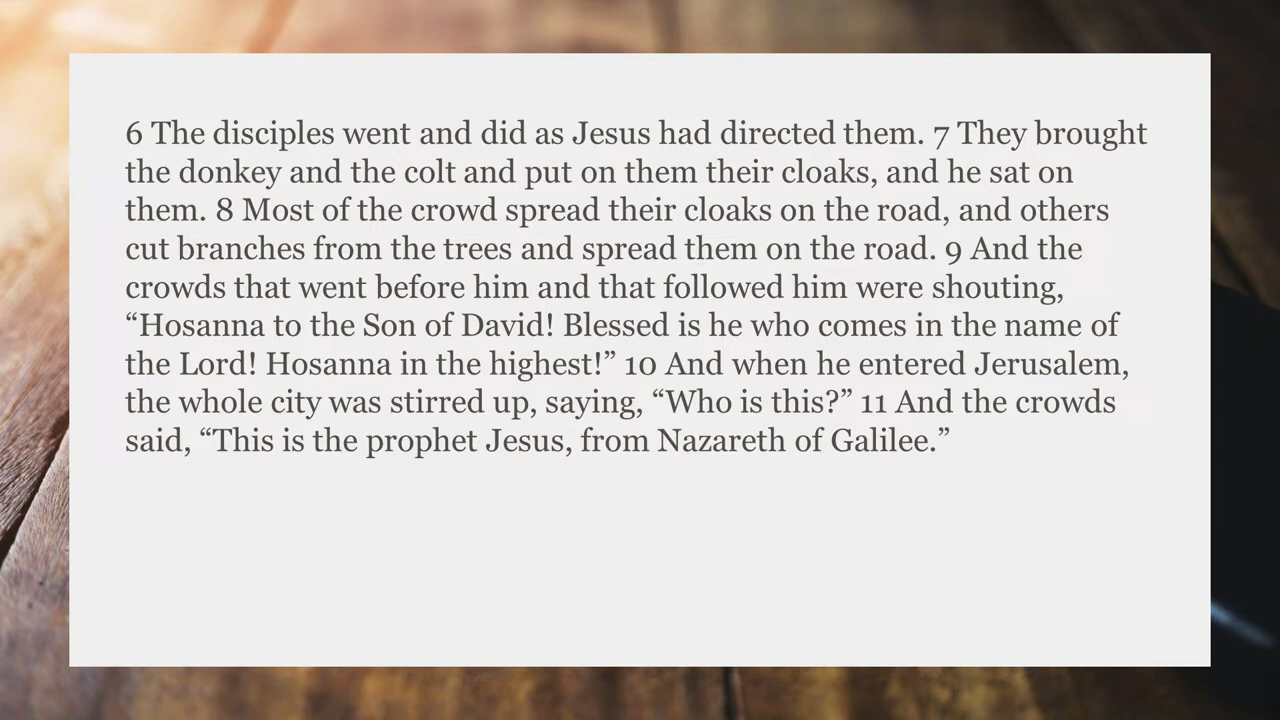 6 The disciples went and did as Jesus had directed them. 7 They brought
the donkey and the colt and put on them their cloaks, and he sat on
them. 8 Most of the crowd spread their cloaks on the road, and others
cut branches from the trees and spread them on the road. 9 And the
crowds that went before him and that followed him were shouting,
“Hosanna to the Son of David! Blessed is he who comes in the name of
the Lord! Hosanna in the highest!” 10 And when he entered Jerusalem,
the whole city was stirred up, saying, “Who is this?” 11 And the crowds
said, “This is the prophet Jesus, from Nazareth of Galilee.”